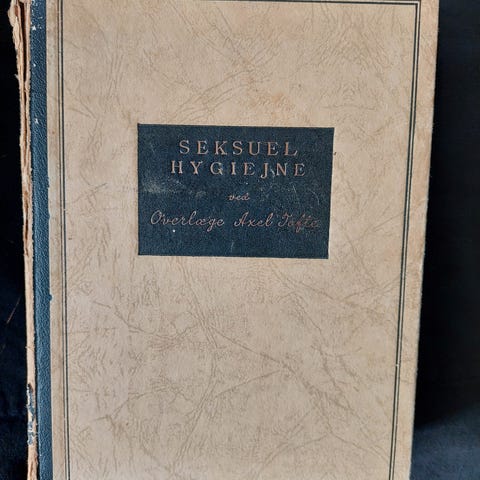 SEKSUEL
HYGIEJNE
ved
Overlæge Axel Tofte